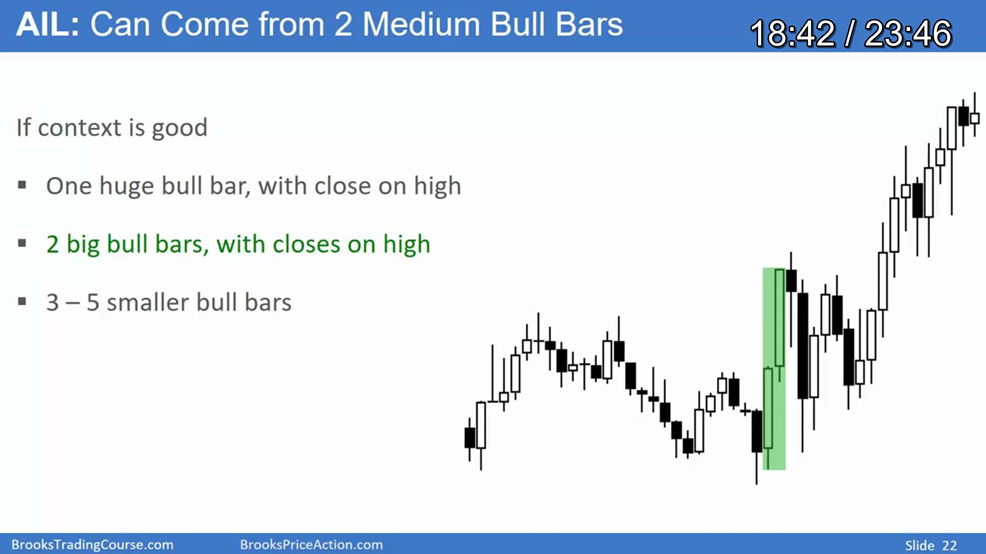 AIL: Can Come from 2 Medium Bull Bars
18:42 / 23:46
If context is good
▪ One huge bull bar, with close on high
▪ 2 big bull bars, with closes on high
▪ 3 – 5 smaller bull bars
BrooksTradingCourse.com
BrooksPriceAction.com
Slide 22